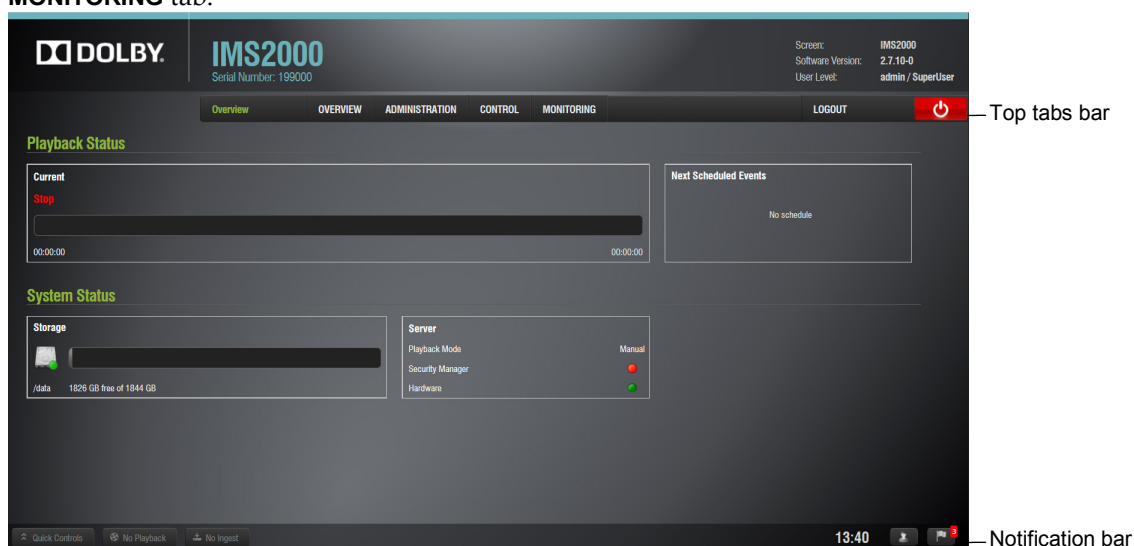 MONITORING tab.
DOLBY.
IMS2000
Serial Number: 199000
Screen: IMS2000
Software Version: 2.7.10-0
User Level: admin / SuperUser
Overview OVERVIEW ADMINISTRATION CONTROL MONITORING LOGOUT
Top tabs bar
Playback Status
Current
Stop
00:00:00 00:00:00
Next Scheduled Events
No schedule
System Status
Storage
/data 1826 GB free of 1844 GB
Server
Playback Mode Manual
Security Manager
Hardware
Quick Controls No Playback No Ingest 13:40 3
Notification bar